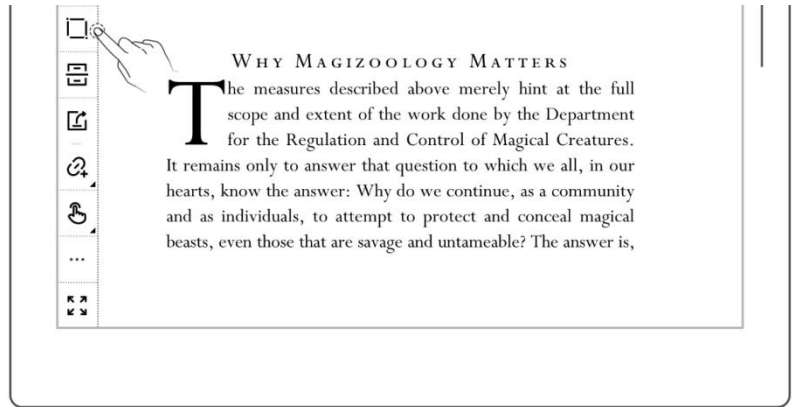 WHY MAGIZOOLOGY MATTERS
The measures described above merely hint at the full
scope and extent of the work done by the Department
for the Regulation and Control of Magical Creatures.
It remains only to answer that question to which we all, in our
hearts, know the answer: Why do we continue, as a community
and as individuals, to attempt to protect and conceal magical
beasts, even those that are savage and untameable? The answer is,